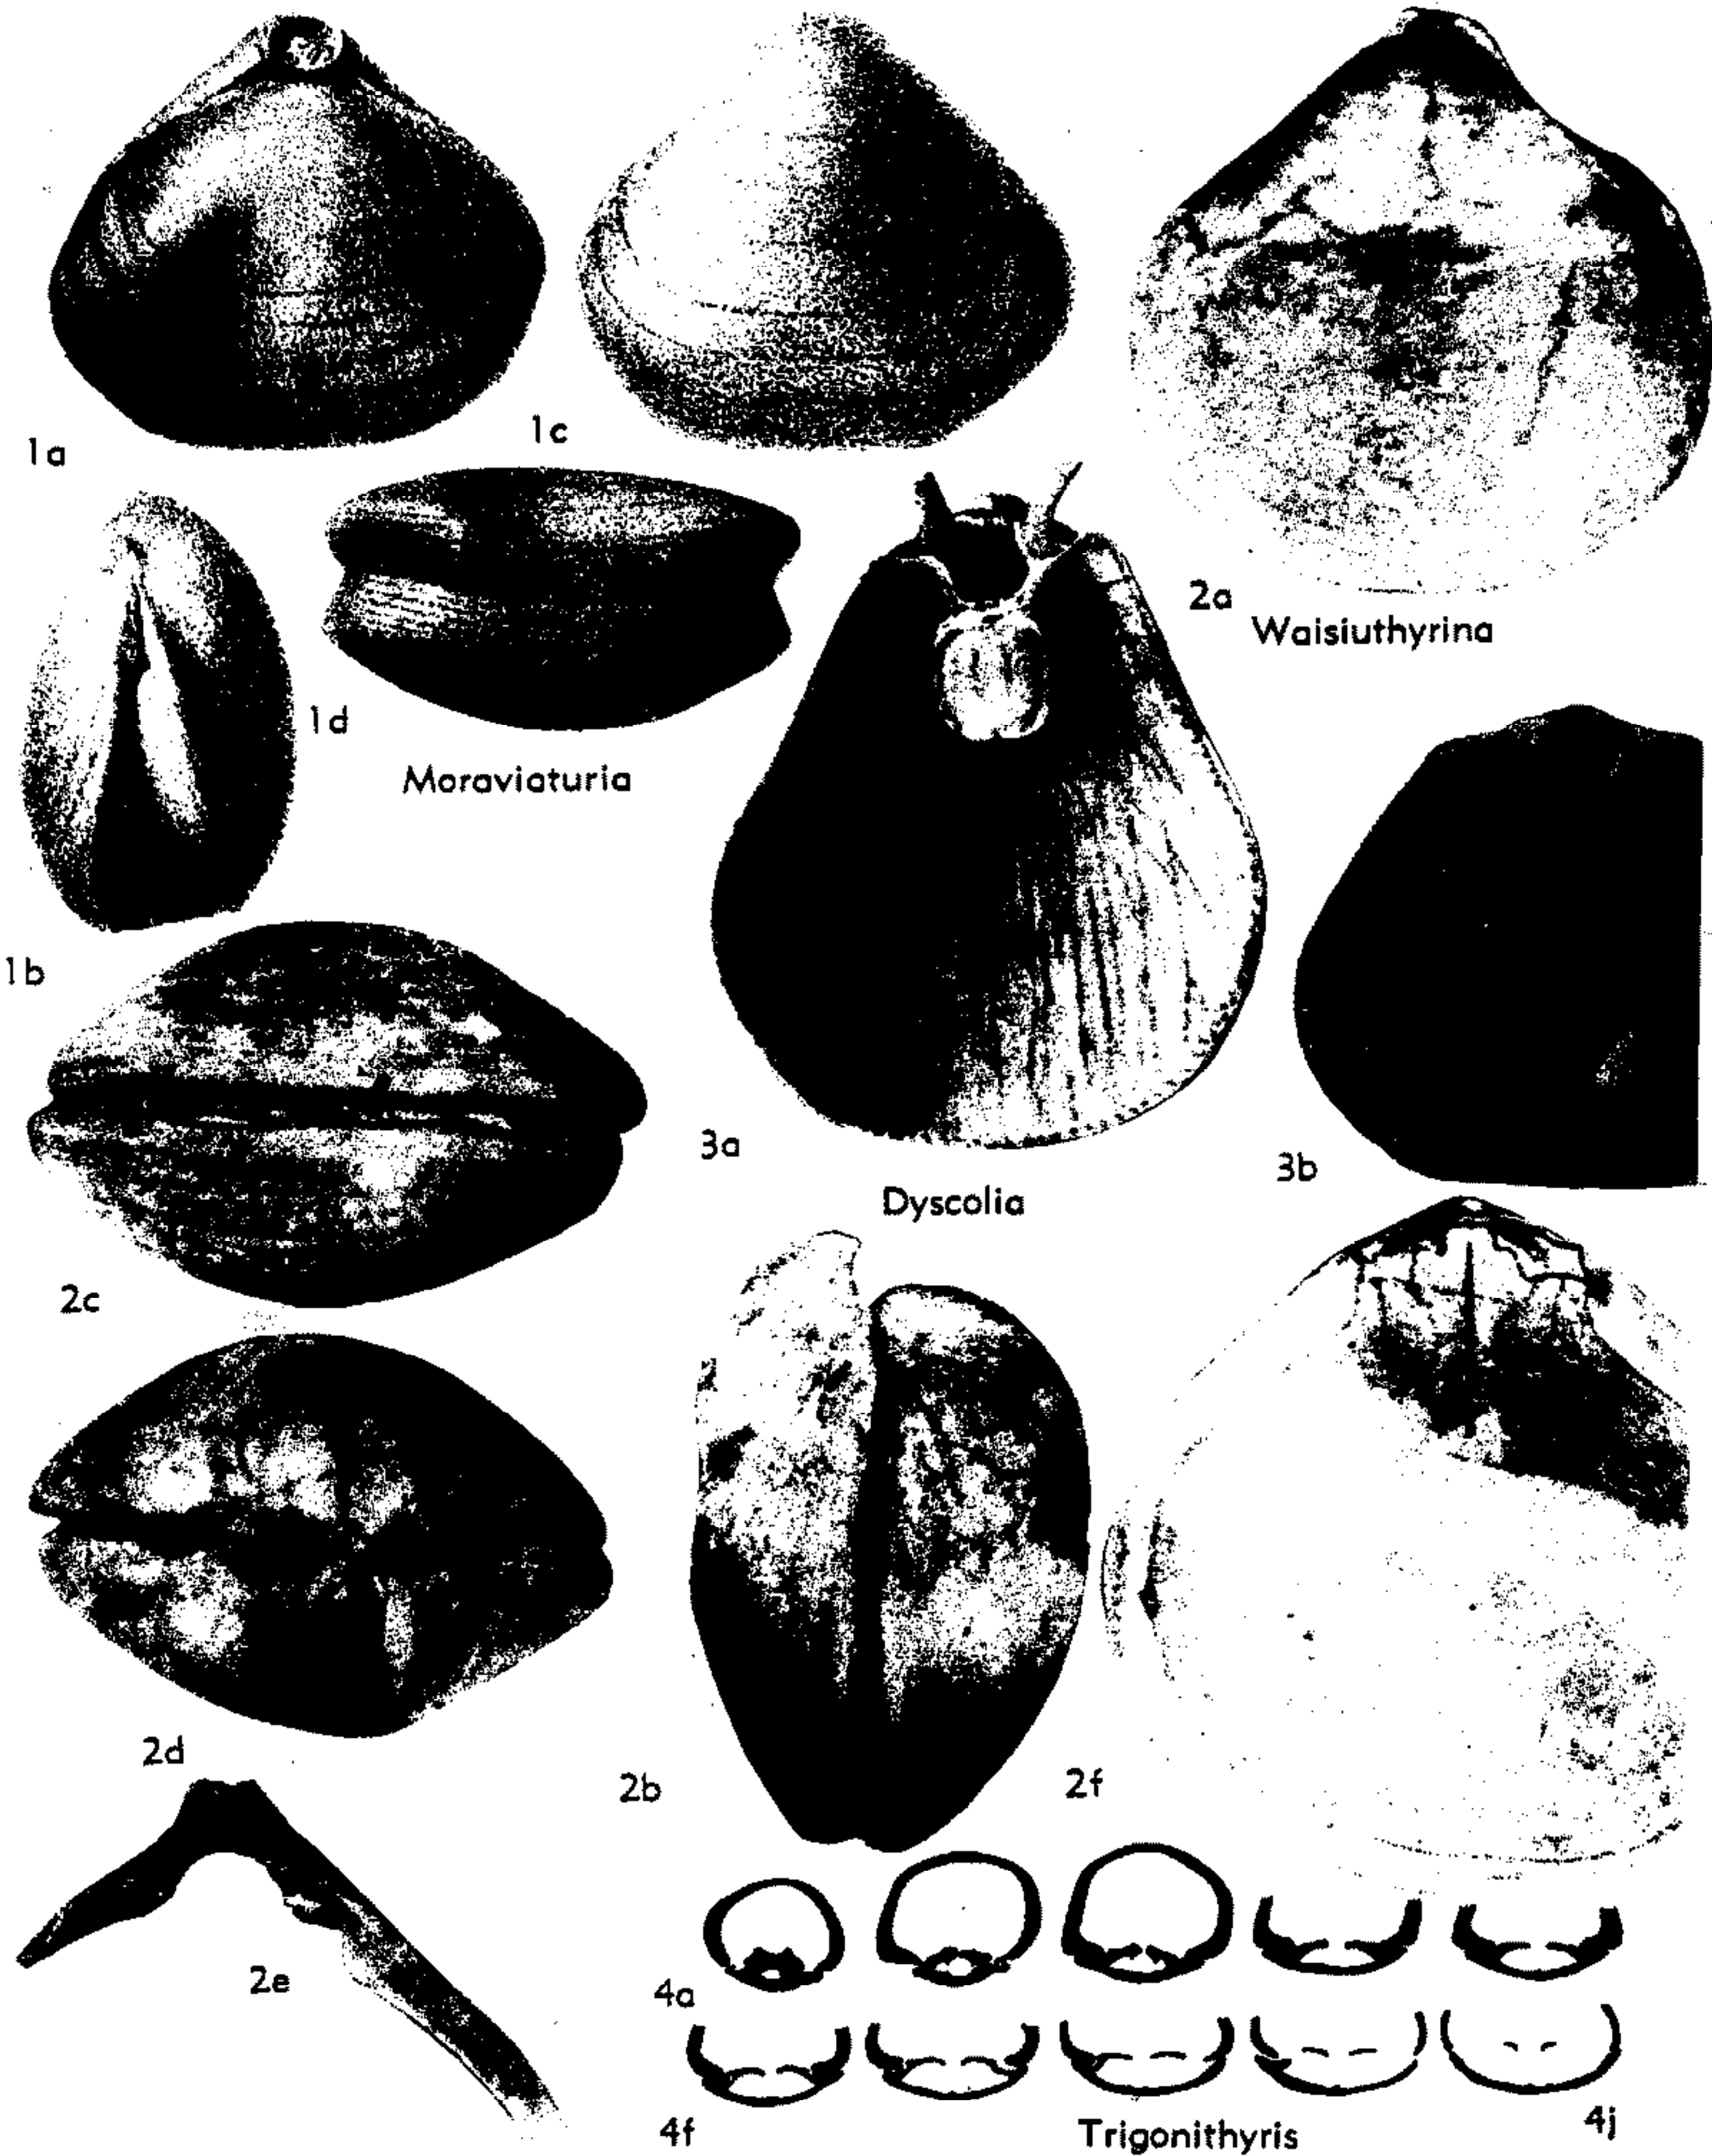 1a
1c
2a
Waisiuthyrina
1d
Moraviaturia
1b
3a
3b
Dyscolia
2c
2d
2b
2f
2e
4a
4f
Trigonithyris
4j